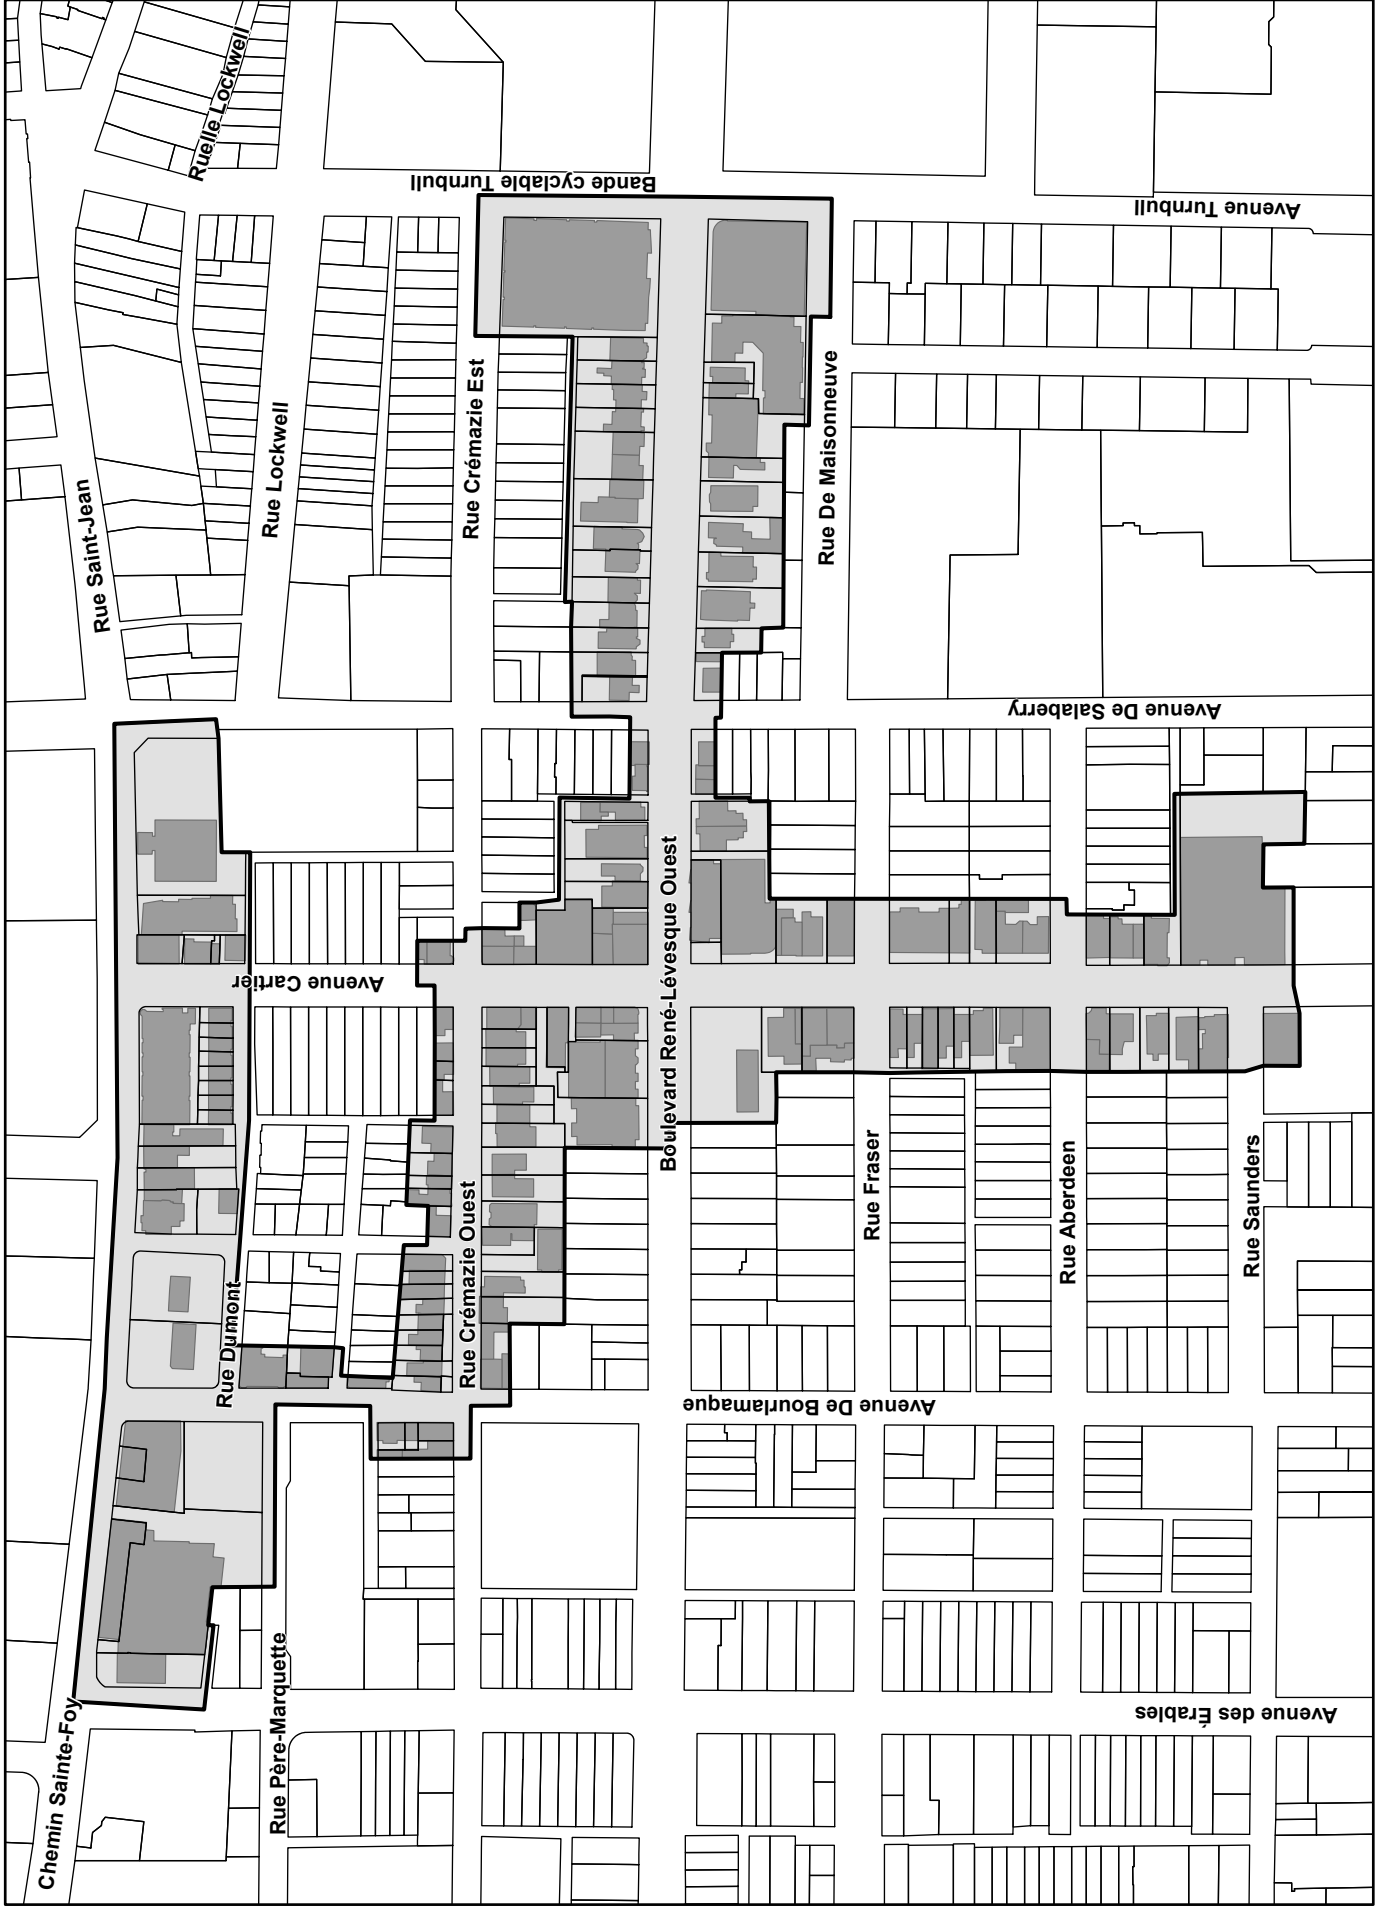 Ruelle Lockwell
Bande cyclable Turnbull
Avenue Turnbull
Rue Saint-Jean
Rue Lockwell
Rue Crémazie Est
Rue De Maisonneuve
Avenue De Salaberry
Avenue Cartier
Boulevard René-Lévesque Ouest
Rue Dumont
Rue Crémazie Ouest
Rue Fraser
Rue Aberdeen
Rue Saunders
Avenue De Bourlamaque
Chemin Sainte-Foy
Rue Père-Marquette
Avenue des Érables